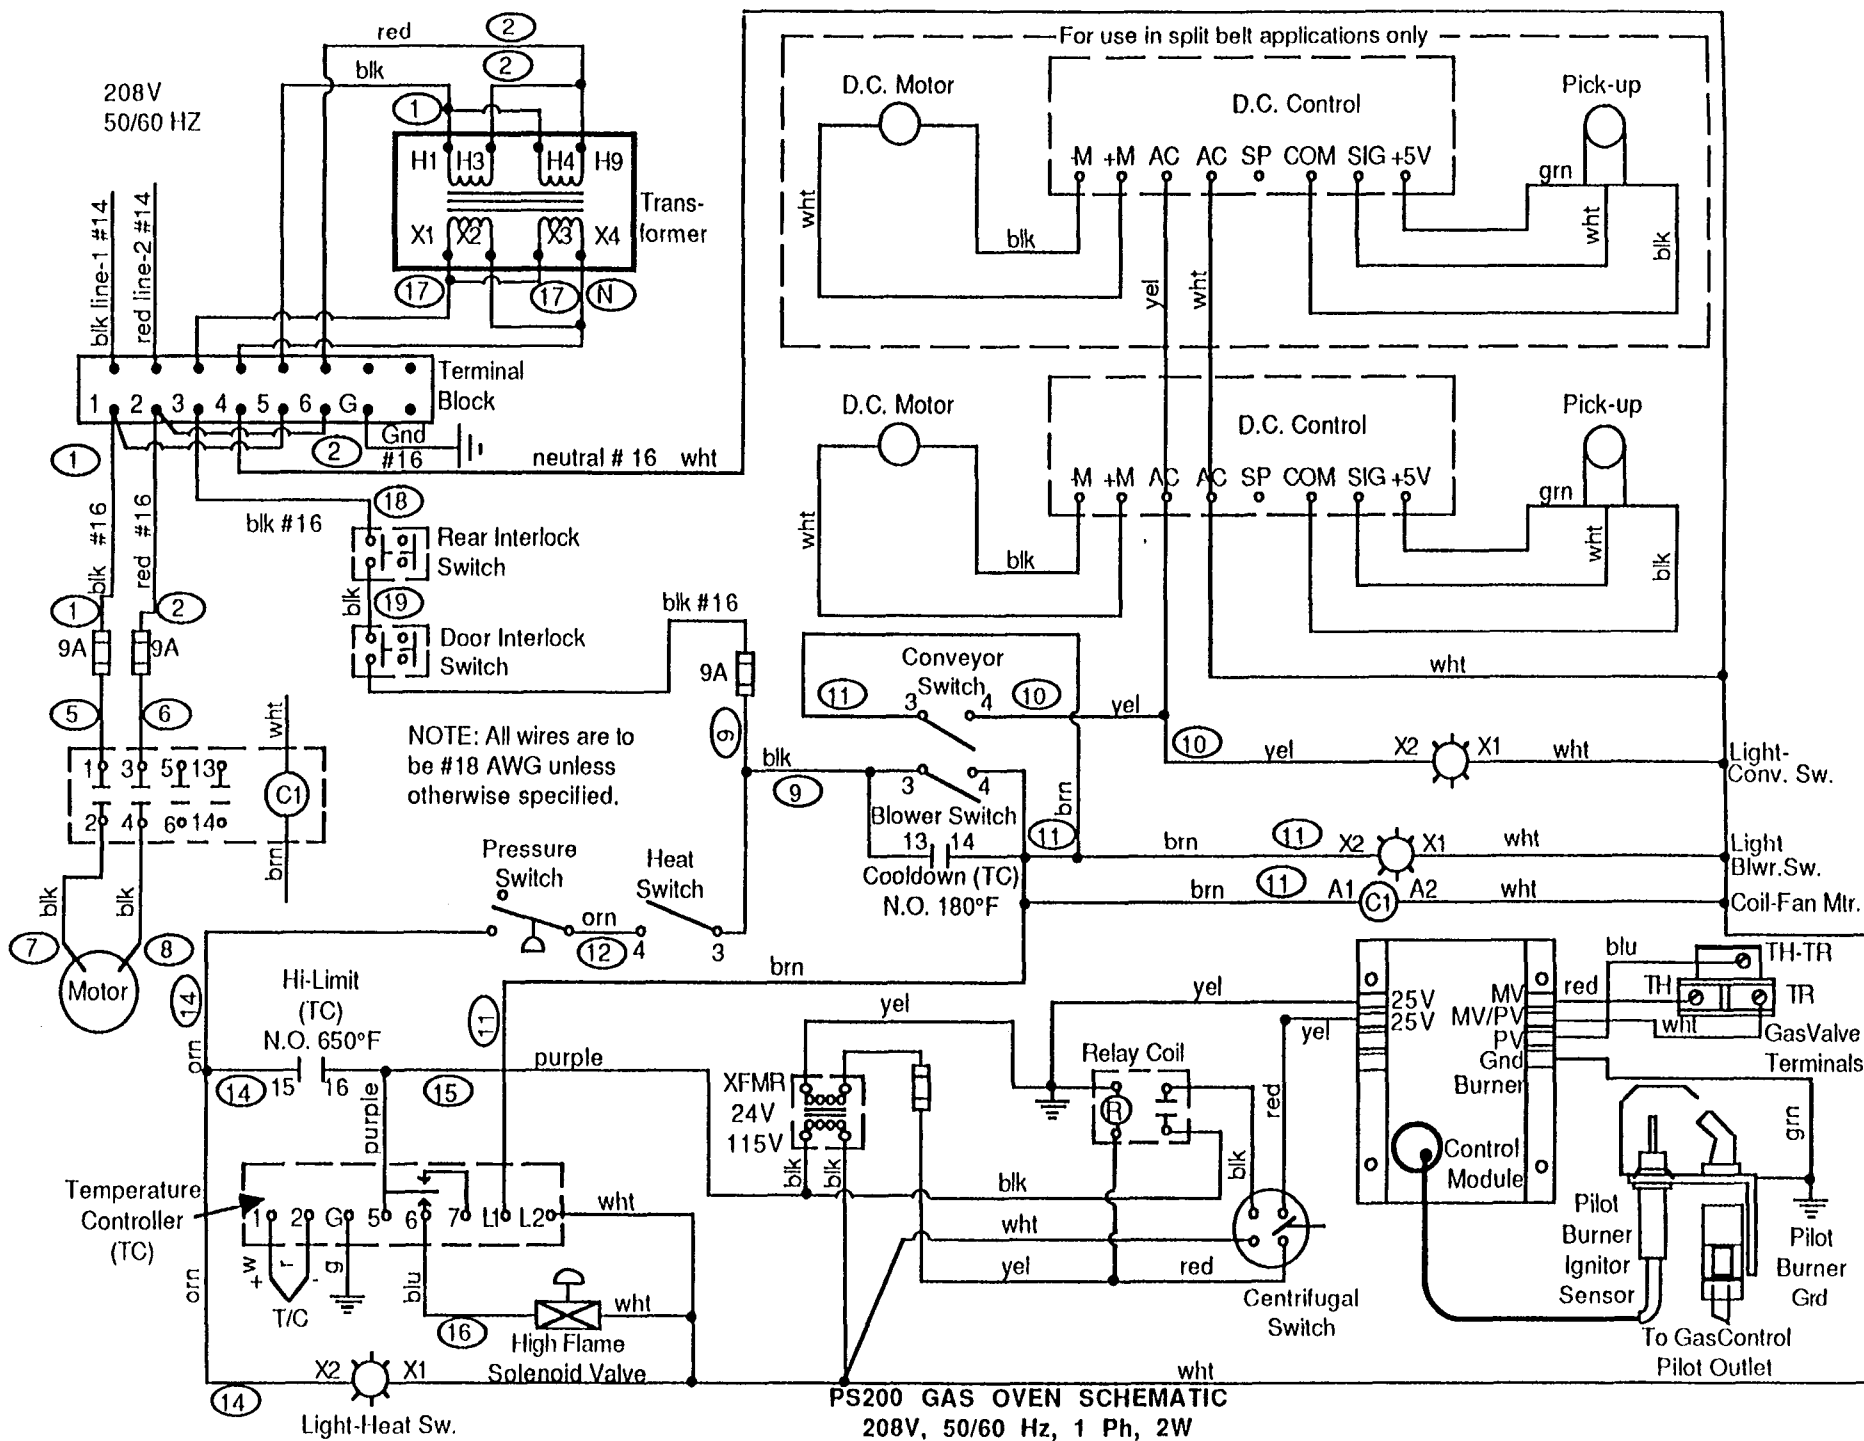 red 2
2
blk
208V
50/60 HZ
1
H1 H3 H4 H9
Trans-
former
X1 X2 X3 X4
17 17 N
blk line-1 #14
red line-2 #14
Terminal
Block
1 2 3 4 5 6 G
Gnd
#16
1
2
neutral # 16 wht
18
blk #16
Rear Interlock
Switch
blk
19
Door Interlock
Switch
blk #16
red #16
1 2
9A 9A
5 6
wht
1 3 5 13
C1
2 4 6 14
brn
blk blk
7 8
Motor
NOTE: All wires are to
be #18 AWG unless
otherwise specified.
blk #16
9A
9
blk
9
For use in split belt applications only
D.C. Motor
D.C. Control
Pick-up
-M +M AC AC SP COM SIG +5V
grn
wht
blk
yel
wht
wht
blk
D.C. Motor
D.C. Control
Pick-up
-M +M AC AC SP COM SIG +5V
grn
wht
blk
wht
blk
wht
Conveyor
Switch
11 3 4 10
yel
10
yel X2 X1 wht
Light-
Conv. Sw.
3 4
Blower Switch
brn
13 14
11
Cooldown (TC)
N.O. 180°F
brn 11 X2 X1 wht
Light
Blwr.Sw.
brn 11 A1 C1 A2 wht
Coil-Fan Mtr.
Pressure
Switch
Heat
Switch
orn
12 4 3
brn
11
14
orn
Hi-Limit
(TC)
N.O. 650°F
14 15 16 15
purple
purple
yel
XFMR
24V
115V
blk blk
yel
Relay Coil
R
yel
red
blk
25V
25V
MV
MV/PV
PV
Gnd
Burner
Control
Module
blu
red
wht
TH-TR
TH TR
GasValve
Terminals
grn
Temperature
Controller
(TC)
1 2 G 5 6 7 L1 L2
wht
+ w r - g
T/C
blu
16
wht
High Flame
Solenoid Valve
orn
14
X2 X1
Light-Heat Sw.
blk
wht
yel red
Centrifugal
Switch
wht
Pilot
Burner
Ignitor
Sensor
Pilot
Burner
Grd
To GasControl
Pilot Outlet
PS200 GAS OVEN SCHEMATIC
208V, 50/60 Hz, 1 Ph, 2W